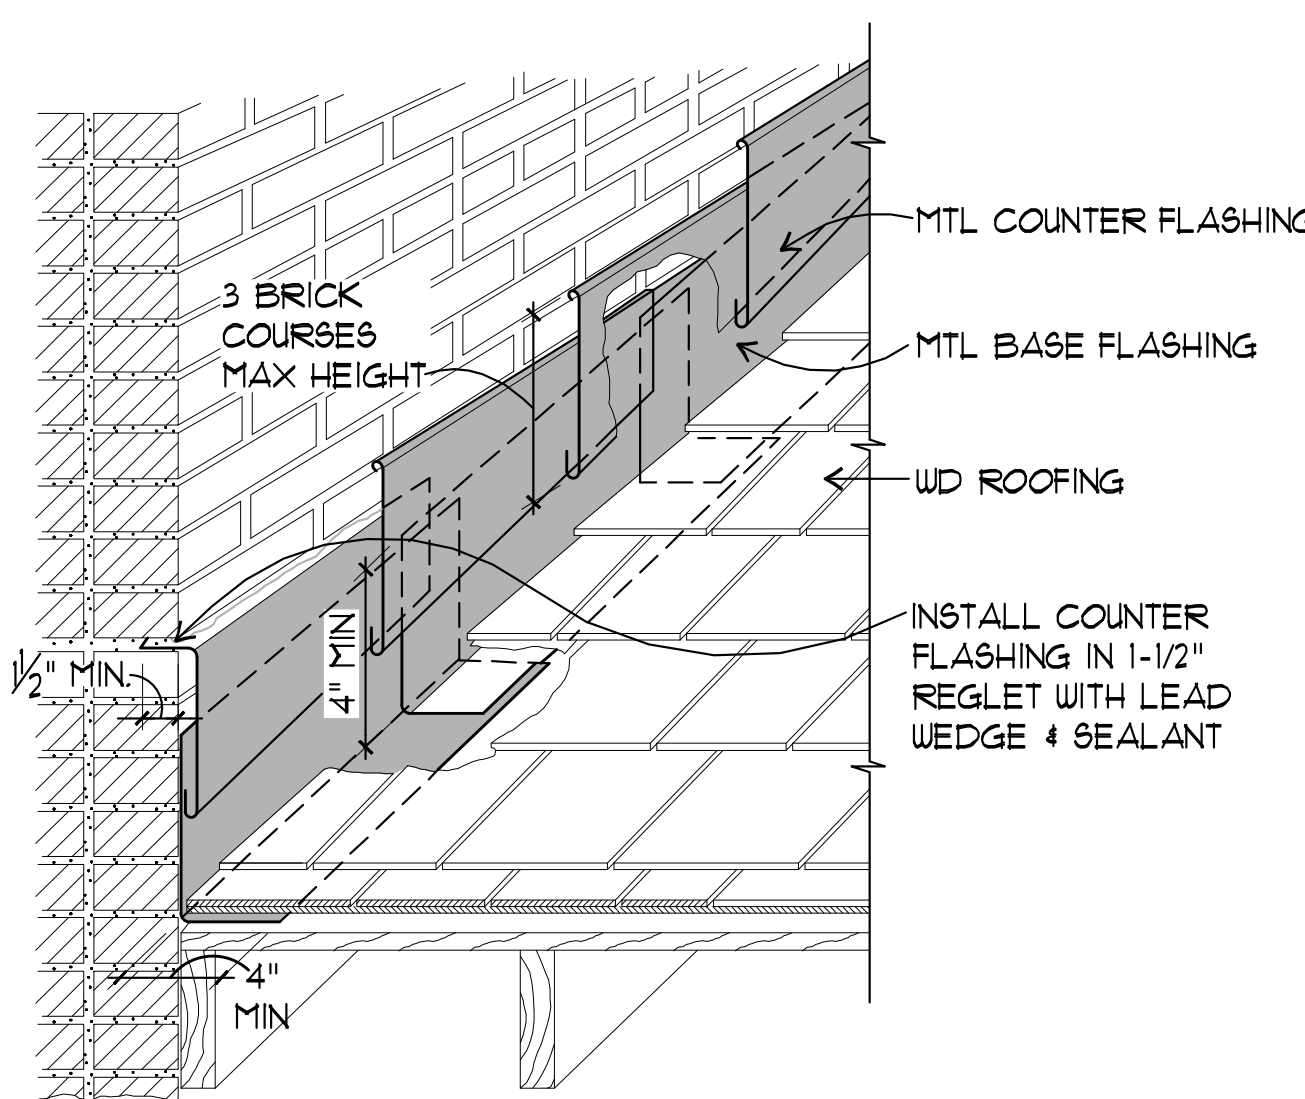 MTL COUNTER FLASHING
3 BRICK
COURSES
MAX HEIGHT
MTL BASE FLASHING
WD ROOFING
4" MIN
INSTALL COUNTER
FLASHING IN 1-1/2"
REGLET WITH LEAD
WEDGE & SEALANT
1/2" MIN.
4"
MIN